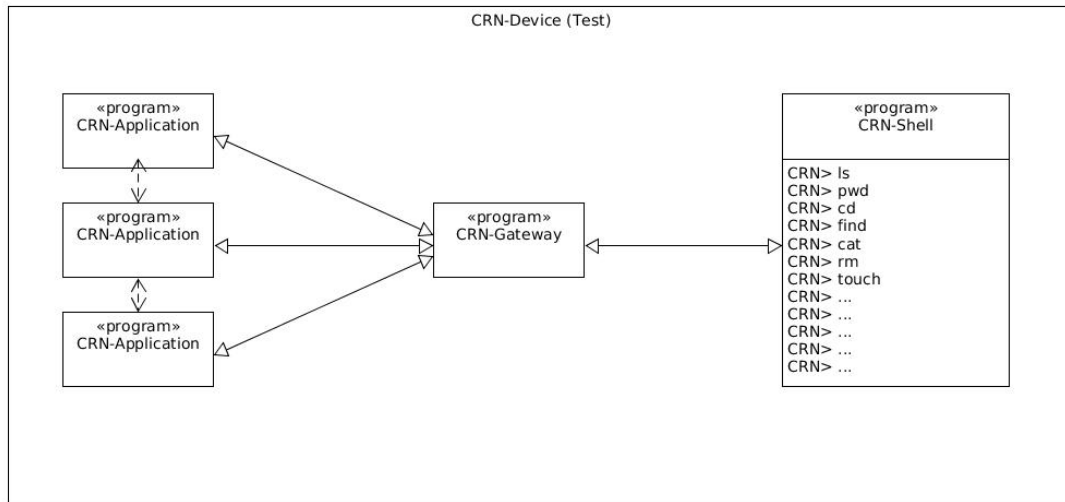 CRN-Device (Test)
«program»
CRN-Application
«program»
CRN-Application
«program»
CRN-Application
«program»
CRN-Gateway
«program»
CRN-Shell
CRN> ls
CRN> pwd
CRN> cd
CRN> find
CRN> cat
CRN> rm
CRN> touch
CRN> ...
CRN> ...
CRN> ...
CRN> ...
CRN> ...